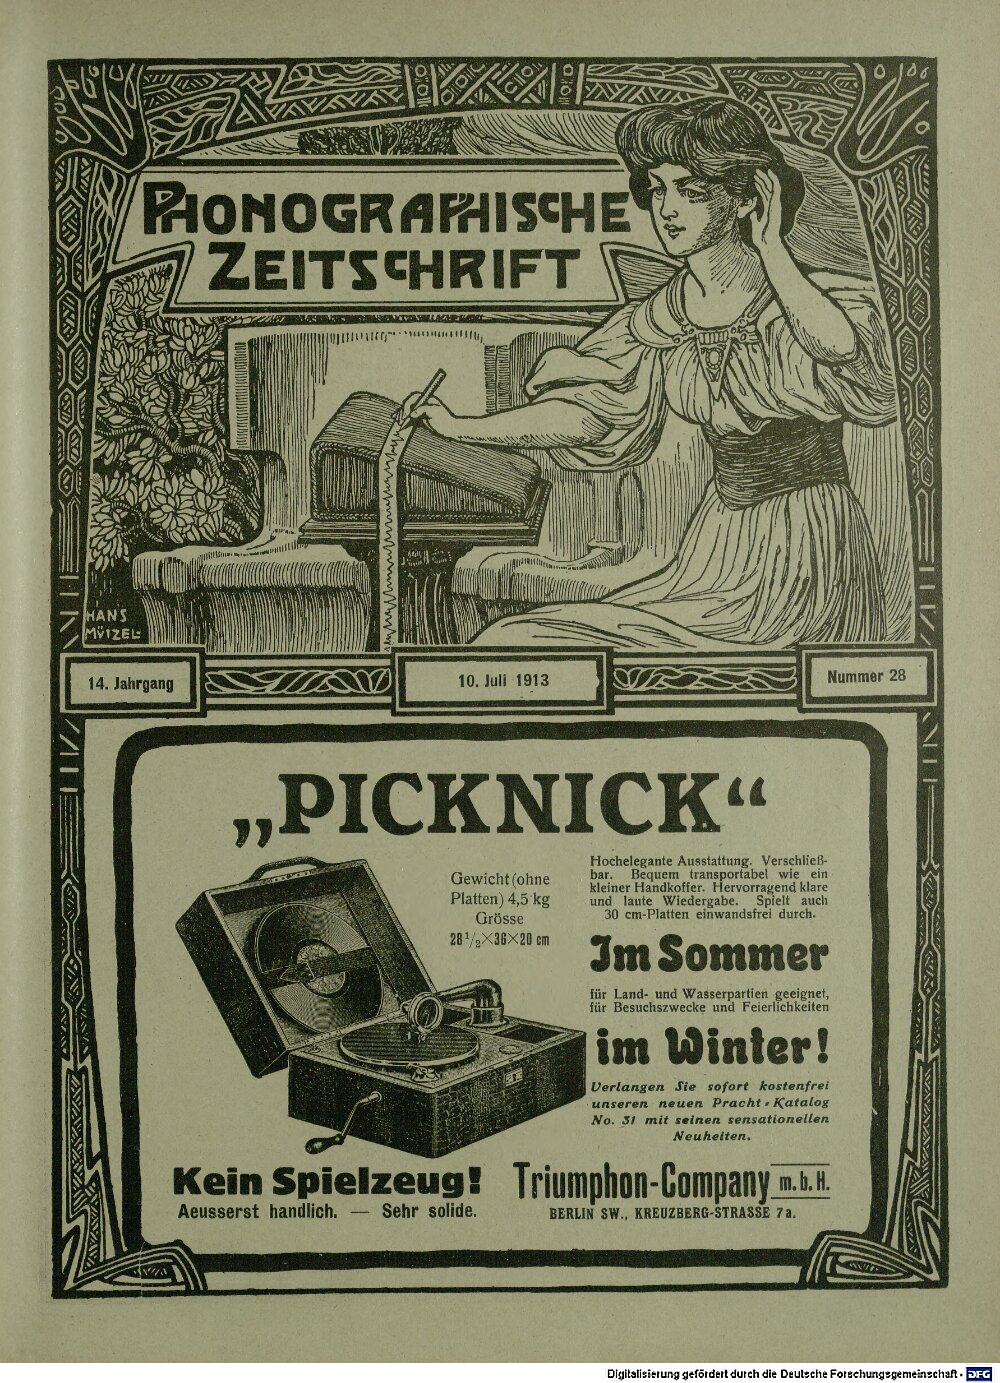 PHONOGRAPHISCHE
ZEITSCHRIFT
HANS
MÜTZEL
14. Jahrgang
10. Juli 1913
Nummer 28
„PICKNICK“
Gewicht (ohne
Platten) 4,5 kg
Grösse
28 1/2×36×20 cm
Hochelegante Ausstattung. Verschließ-
bar. Bequem transportabel wie ein
kleiner Handkoffer. Hervorragend klare
und laute Wiedergabe. Spielt auch
30 cm-Platten einwandsfrei durch.
Im Sommer
für Land- und Wasserpartien geeignet,
für Besuchszwecke und Feierlichkeiten
im Winter!
Verlangen Sie sofort kostenfrei
unseren neuen Pracht-Katalog
No. 31 mit seinen sensationellen
Neuheiten.
Kein Spielzeug!
Aeusserst handlich. — Sehr solide.
Triumphon-Company m.b.H.
BERLIN SW., KREUZBERG-STRASSE 7a.
Digitalisierung gefördert durch die Deutsche Forschungsgemeinschaft - DFG